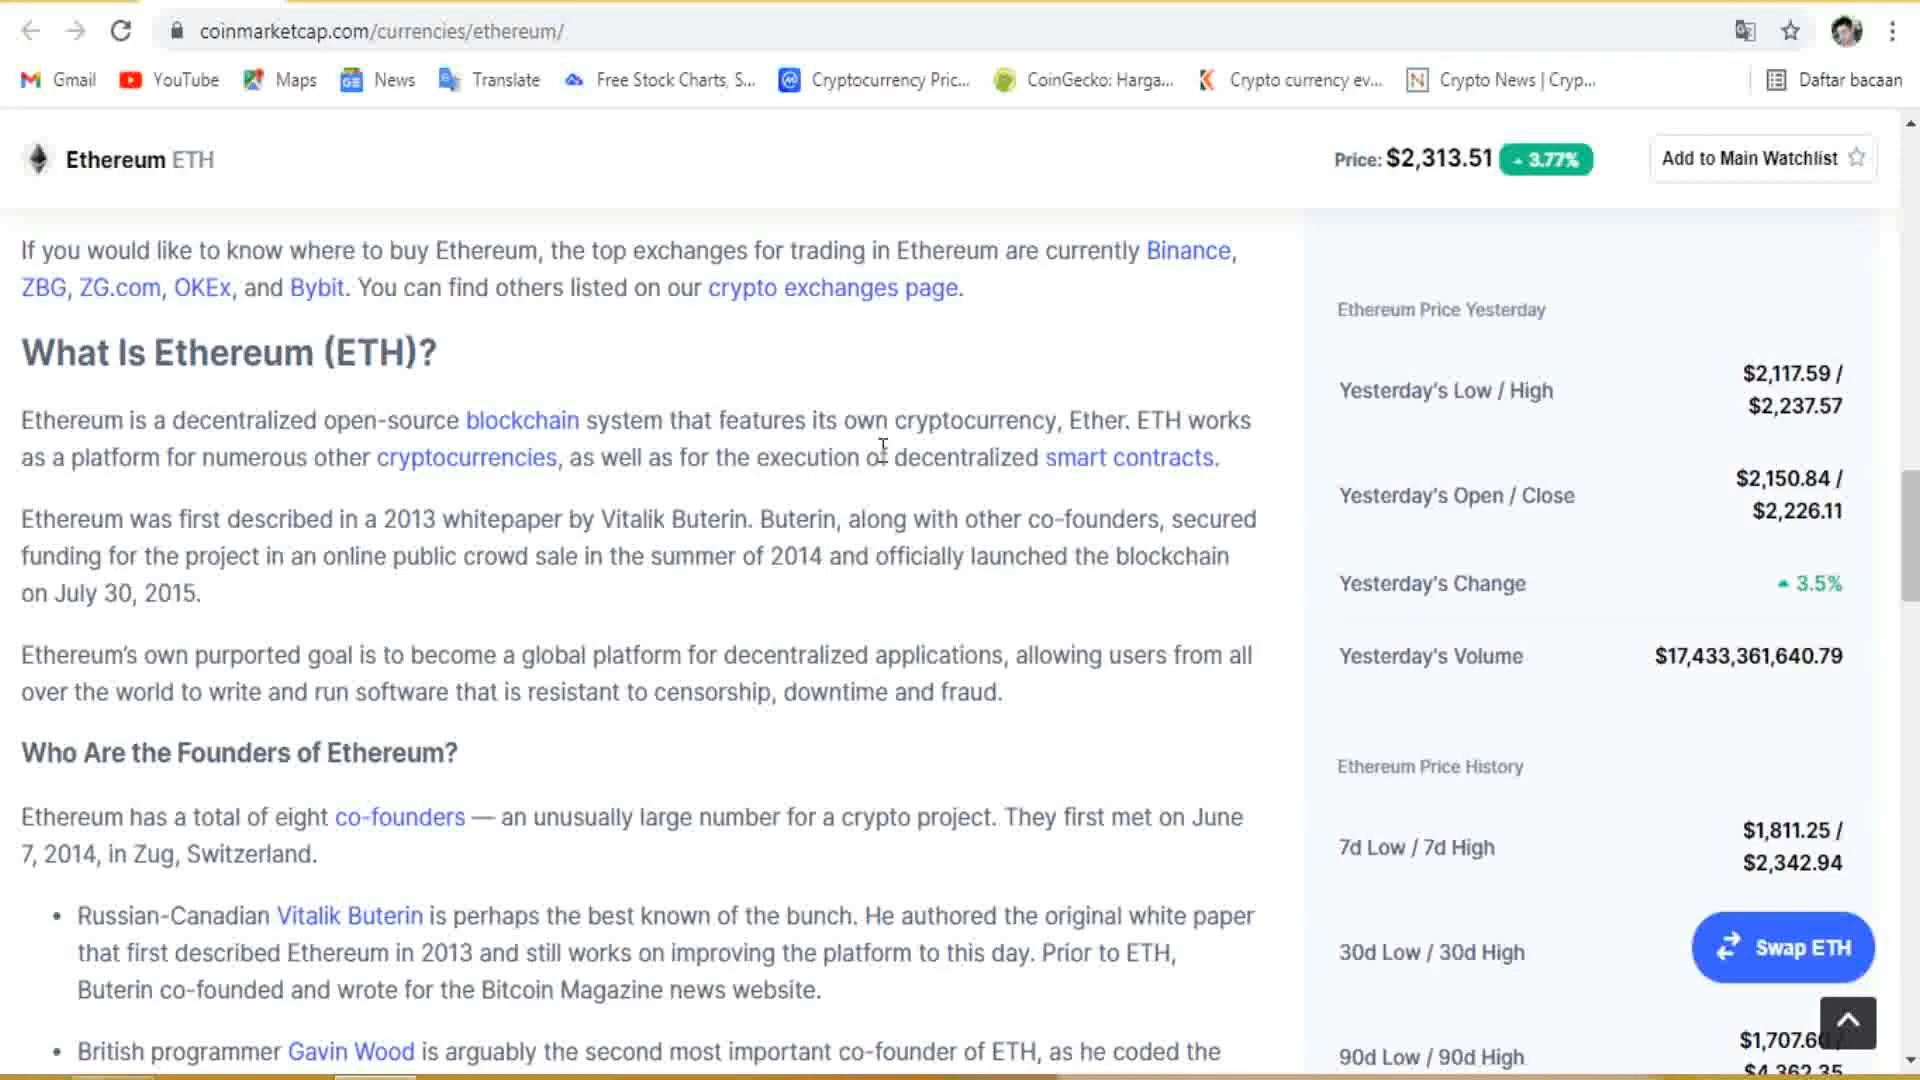 coinmarketcap.com/currencies/ethereum/
Gmail YouTube Maps News Translate Free Stock Charts, S... Cryptocurrency Pric... CoinGecko: Harga... Crypto currency ev... Crypto News | Cryp... Daftar bacaan
Ethereum ETH
Price: $2,313.51 3.77%
Add to Main Watchlist
If you would like to know where to buy Ethereum, the top exchanges for trading in Ethereum are currently Binance,
ZBG, ZG.com, OKEx, and Bybit. You can find others listed on our crypto exchanges page.
What Is Ethereum (ETH)?
Ethereum is a decentralized open-source blockchain system that features its own cryptocurrency, Ether. ETH works
as a platform for numerous other cryptocurrencies, as well as for the execution of decentralized smart contracts.
Ethereum was first described in a 2013 whitepaper by Vitalik Buterin. Buterin, along with other co-founders, secured
funding for the project in an online public crowd sale in the summer of 2014 and officially launched the blockchain
on July 30, 2015.
Ethereum's own purported goal is to become a global platform for decentralized applications, allowing users from all
over the world to write and run software that is resistant to censorship, downtime and fraud.
Who Are the Founders of Ethereum?
Ethereum has a total of eight co-founders — an unusually large number for a crypto project. They first met on June
7, 2014, in Zug, Switzerland.
• Russian-Canadian Vitalik Buterin is perhaps the best known of the bunch. He authored the original white paper
that first described Ethereum in 2013 and still works on improving the platform to this day. Prior to ETH,
Buterin co-founded and wrote for the Bitcoin Magazine news website.
• British programmer Gavin Wood is arguably the second most important co-founder of ETH, as he coded the
Ethereum Price Yesterday
Yesterday's Low / High
$2,117.59 /
$2,237.57
Yesterday's Open / Close
$2,150.84 /
$2,226.11
Yesterday's Change
3.5%
Yesterday's Volume
$17,433,361,640.79
Ethereum Price History
7d Low / 7d High
$1,811.25 /
$2,342.94
30d Low / 30d High
Swap ETH
90d Low / 90d High
$4,362.35